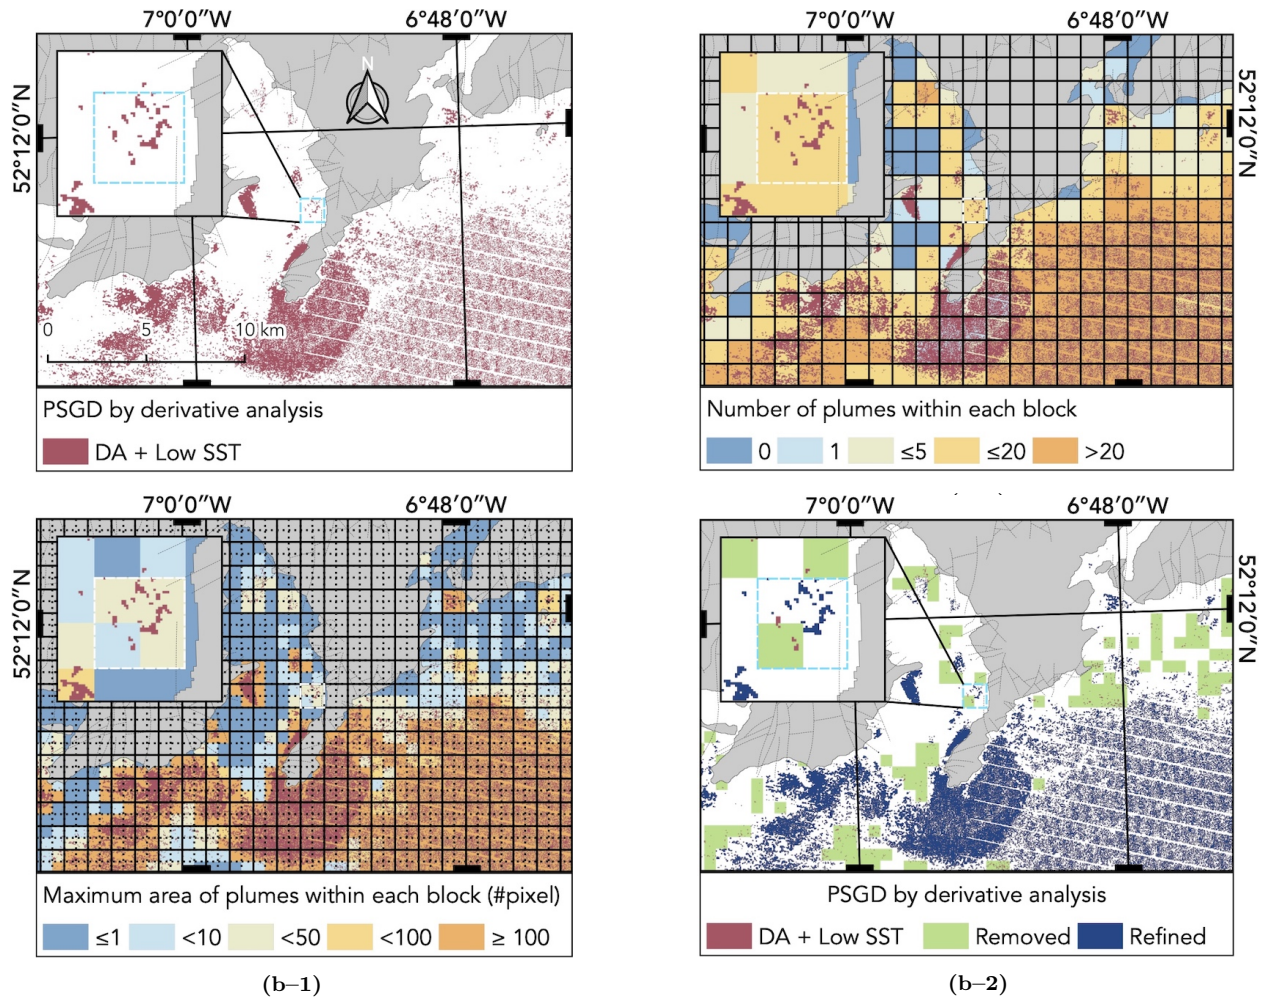 7°0′0″W 6°48′0″W
52°12′0″N
N
0 5 10 km
PSGD by derivative analysis
DA + Low SST
7°0′0″W 6°48′0″W
52°12′0″N
Number of plumes within each block
0 1 ≤5 ≤20 >20
7°0′0″W 6°48′0″W
52°12′0″N
Maximum area of plumes within each block (#pixel)
≤1 <10 <50 <100 ≥ 100
(b–1)
7°0′0″W 6°48′0″W
52°12′0″N
PSGD by derivative analysis
DA + Low SST Removed Refined
(b–2)